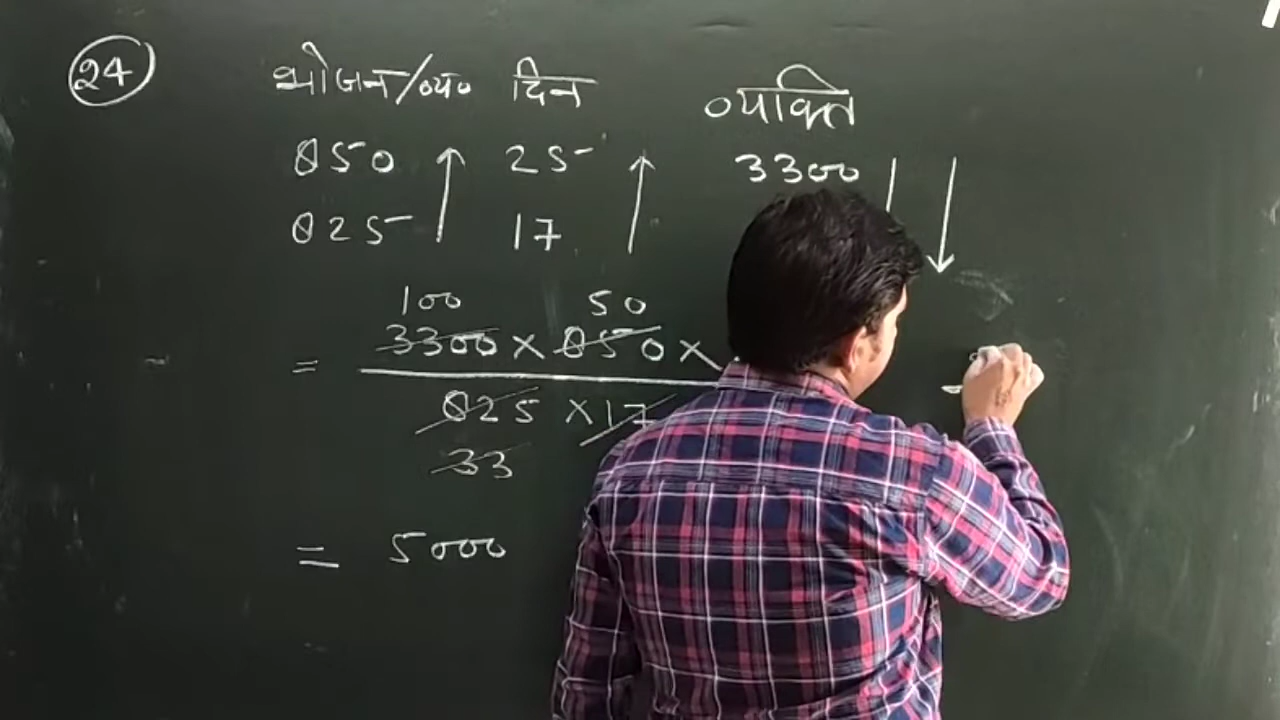 24
भोजन/व्य० दिन व्यक्ति
850 25 3300
825 17
100 50
= 3300 × 850 ×
825 × 17
33
= 5000